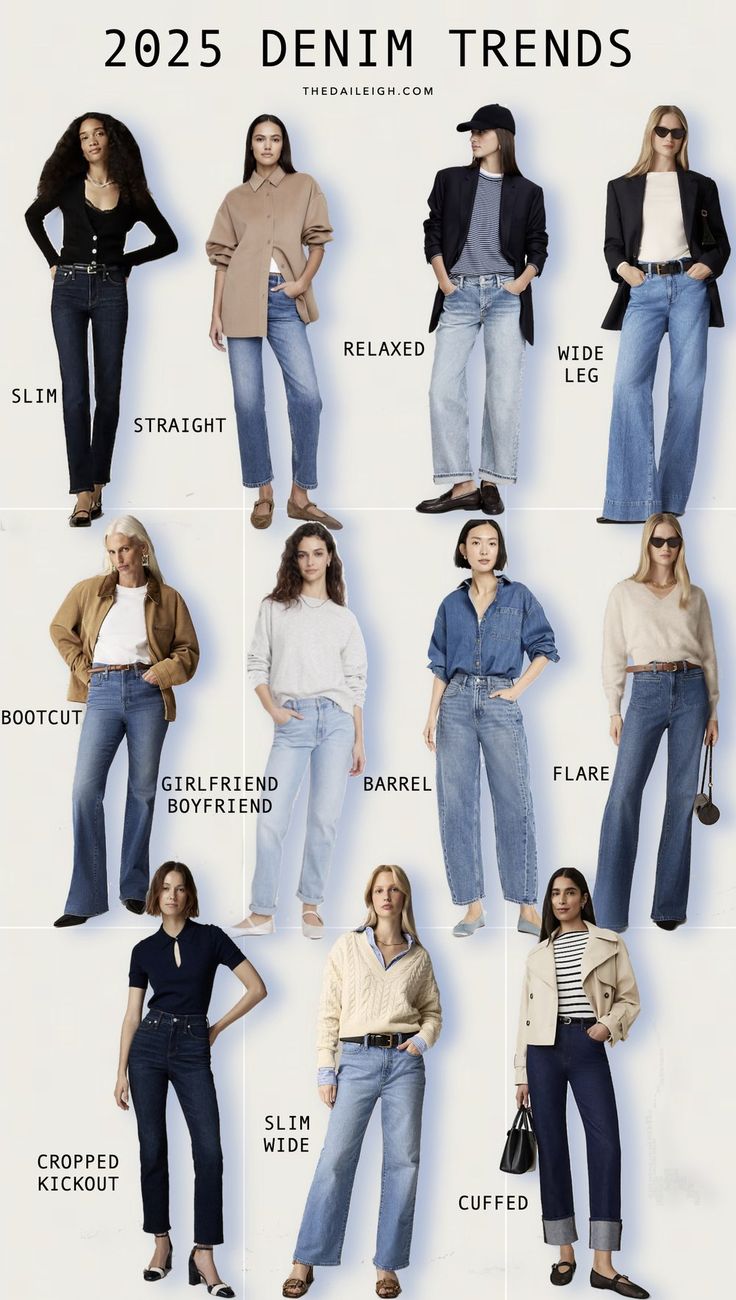 2025 DENIM TRENDS
THEDAILEIGH.COM
SLIM
STRAIGHT
RELAXED
WIDE
LEG
BOOTCUT
GIRLFRIEND
BOYFRIEND
BARREL
FLARE
CROPPED
KICKOUT
SLIM
WIDE
CUFFED